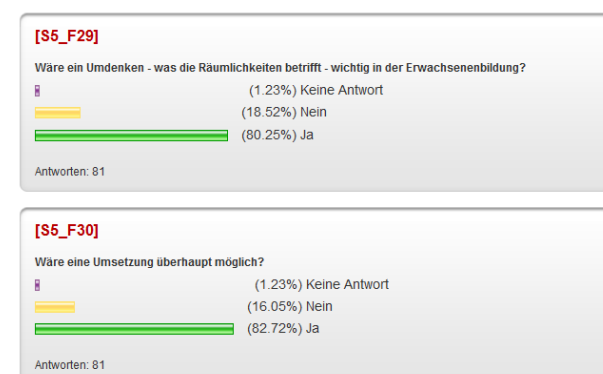 [S5_F29]
Wäre ein Umdenken - was die Räumlichkeiten betrifft - wichtig in der Erwachsenenbildung?
(1.23%) Keine Antwort
(18.52%) Nein
(80.25%) Ja
Antworten: 81
[S5_F30]
Wäre eine Umsetzung überhaupt möglich?
(1.23%) Keine Antwort
(16.05%) Nein
(82.72%) Ja
Antworten: 81